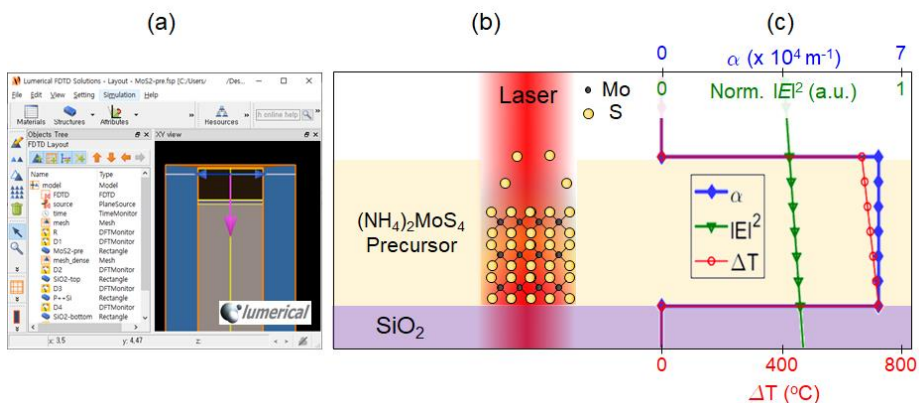 (a)
(b)
(c)
Lumerical FDTD Solutions - Layout - MoS2-pre.fsp [C:/Users/ /Des...
File Edit View Setting Simulation Help
Materials Structures Attributes Resources
Objects Tree
XY view
FDTD Layout
Name Type
model Model
FDTD FDTD
source PlaneSource
time TimeMonitor
mesh Mesh
R DFTMonitor
D1 DFTMonitor
MoS2-pre Rectangle
mesh_dense Mesh
D2 DFTMonitor
SiO2-top Rectangle
D3 DFTMonitor
P++Si Rectangle
D4 DFTMonitor
SiO2-bottom Rectangle
lumerical
x: 3.5 y: 4.47 z:
Laser
Mo
S
(NH₄)₂MoS₄
Precursor
SiO₂
0 7
α (x 10⁴ m⁻¹)
0 1
Norm. |E|² (a.u.)
α
|E|²
ΔT
0 400 800
ΔT (°C)